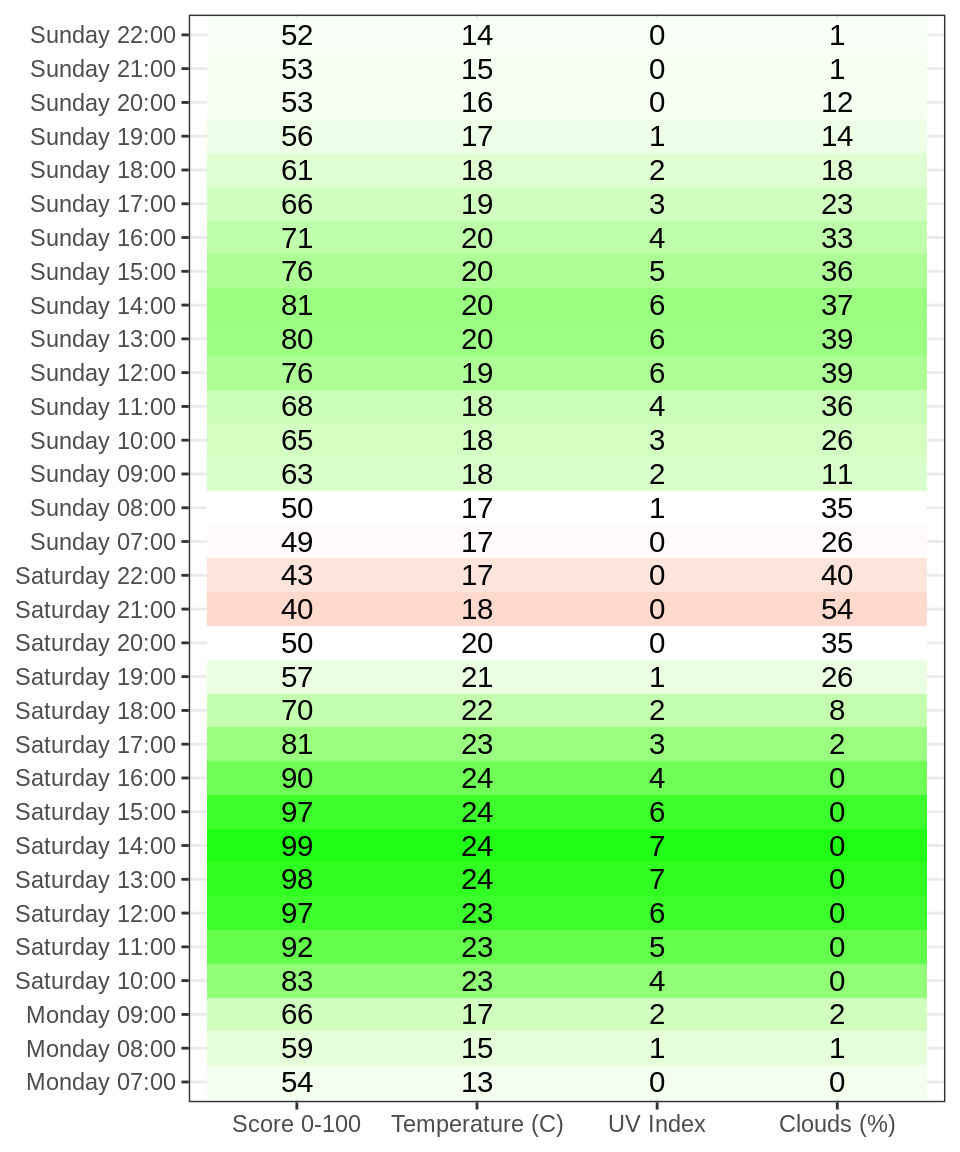 Sunday 22:00 52 14 0 1
Sunday 21:00 53 15 0 1
Sunday 20:00 53 16 0 12
Sunday 19:00 56 17 1 14
Sunday 18:00 61 18 2 18
Sunday 17:00 66 19 3 23
Sunday 16:00 71 20 4 33
Sunday 15:00 76 20 5 36
Sunday 14:00 81 20 6 37
Sunday 13:00 80 20 6 39
Sunday 12:00 76 19 6 39
Sunday 11:00 68 18 4 36
Sunday 10:00 65 18 3 26
Sunday 09:00 63 18 2 11
Sunday 08:00 50 17 1 35
Sunday 07:00 49 17 0 26
Saturday 22:00 43 17 0 40
Saturday 21:00 40 18 0 54
Saturday 20:00 50 20 0 35
Saturday 19:00 57 21 1 26
Saturday 18:00 70 22 2 8
Saturday 17:00 81 23 3 2
Saturday 16:00 90 24 4 0
Saturday 15:00 97 24 6 0
Saturday 14:00 99 24 7 0
Saturday 13:00 98 24 7 0
Saturday 12:00 97 23 6 0
Saturday 11:00 92 23 5 0
Saturday 10:00 83 23 4 0
Monday 09:00 66 17 2 2
Monday 08:00 59 15 1 1
Monday 07:00 54 13 0 0
Score 0-100 Temperature (C) UV Index Clouds (%)